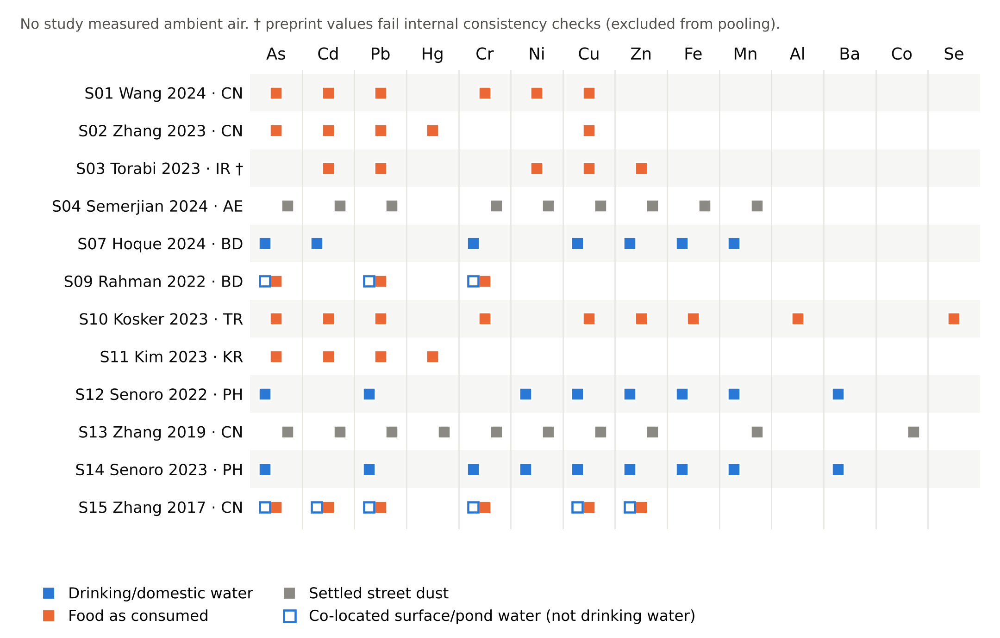 No study measured ambient air. † preprint values fail internal consistency checks (excluded from pooling).
As Cd Pb Hg Cr Ni Cu Zn Fe Mn Al Ba Co Se
S01 Wang 2024 · CN
S02 Zhang 2023 · CN
S03 Torabi 2023 · IR †
S04 Semerjian 2024 · AE
S07 Hoque 2024 · BD
S09 Rahman 2022 · BD
S10 Kosker 2023 · TR
S11 Kim 2023 · KR
S12 Senoro 2022 · PH
S13 Zhang 2019 · CN
S14 Senoro 2023 · PH
S15 Zhang 2017 · CN
Drinking/domestic water
Food as consumed
Settled street dust
Co-located surface/pond water (not drinking water)